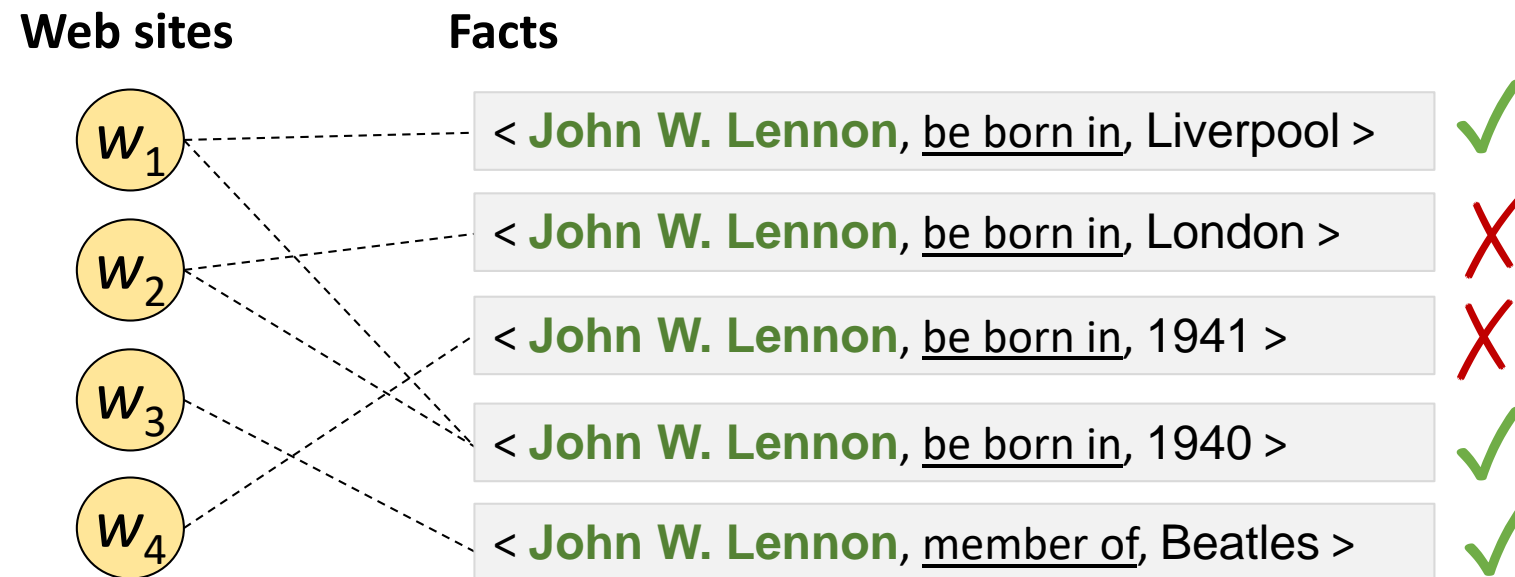 Web sites Facts
w1 < John W. Lennon, be born in, Liverpool >
w2 < John W. Lennon, be born in, London >
< John W. Lennon, be born in, 1941 >
w3 < John W. Lennon, be born in, 1940 >
w4 < John W. Lennon, member of, Beatles >